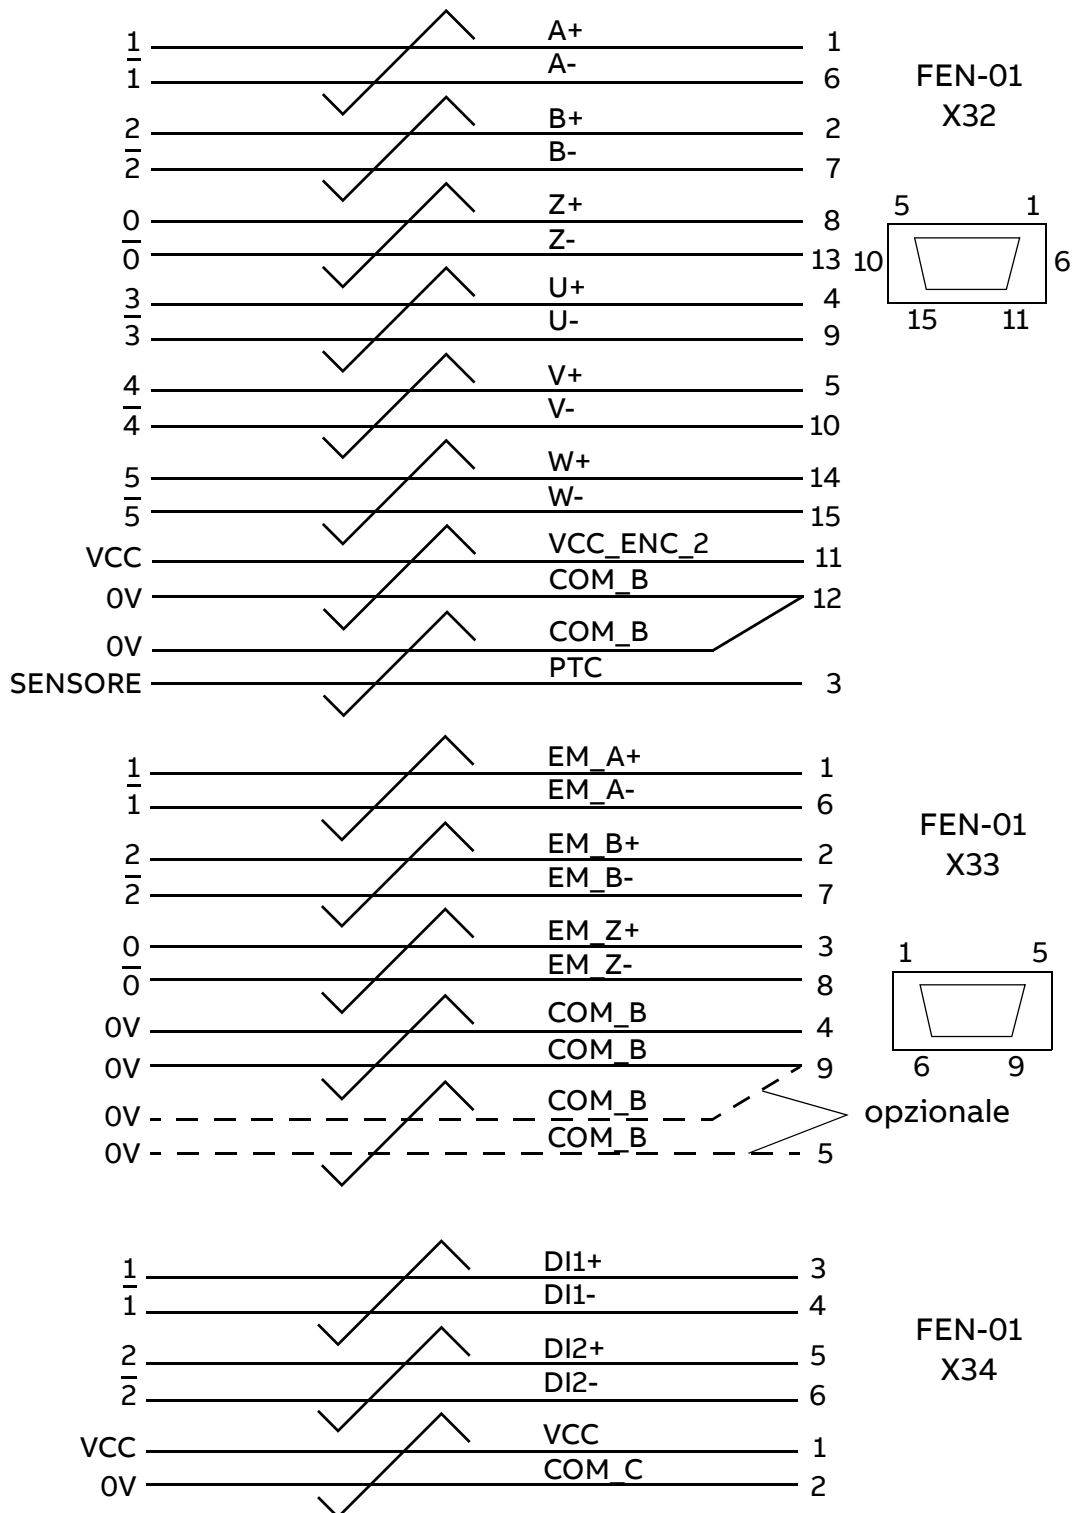 1 A+ 1
1̅ A- 6
FEN-01
X32
2 B+ 2
2̅ B- 7
0 Z+ 8
0̅ Z- 13
5 1
10 6
15 11
3 U+ 4
3̅ U- 9
4 V+ 5
4̅ V- 10
5 W+ 14
5̅ W- 15
VCC VCC_ENC_2 11
0V COM_B 12
0V COM_B
SENSORE PTC 3
1 EM_A+ 1
1̅ EM_A- 6
FEN-01
X33
2 EM_B+ 2
2̅ EM_B- 7
0 EM_Z+ 3
0̅ EM_Z- 8
1 5
6 9
0V COM_B 4
0V COM_B 9
0V COM_B
opzionale
0V COM_B 5
1 DI1+ 3
1̅ DI1- 4
FEN-01
X34
2 DI2+ 5
2̅ DI2- 6
VCC VCC 1
0V COM_C 2